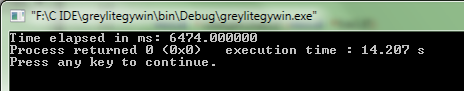 "F:\C IDE\greylitegywin\bin\Debug\greylitegywin.exe"
Time elapsed in ms: 6474.000000
Process returned 0 (0x0)   execution time : 14.207 s
Press any key to continue.